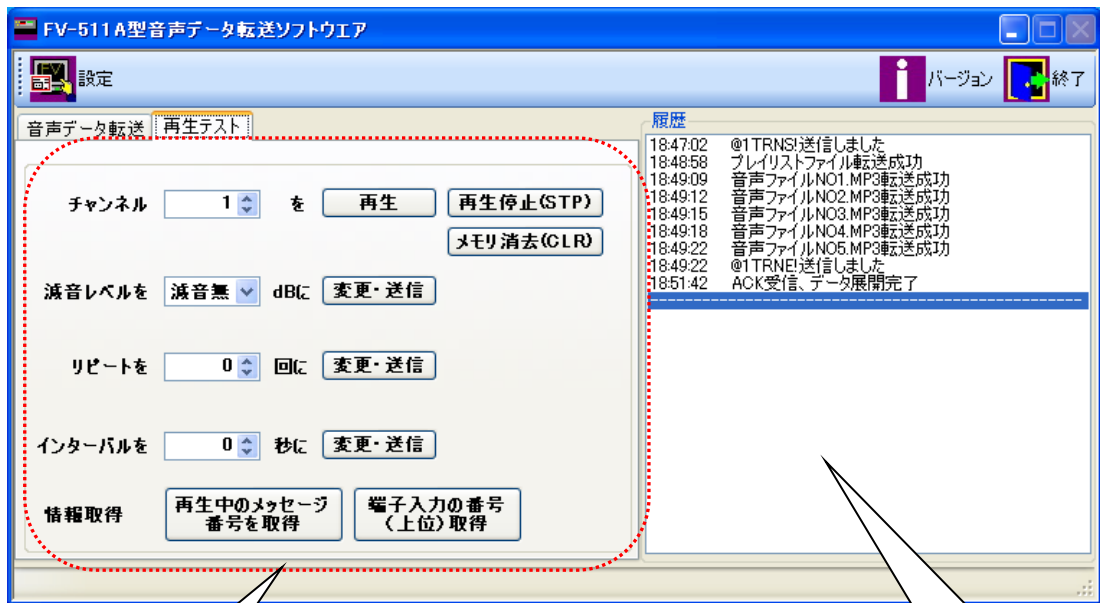 FV-511A型音声データ転送ソフトウエア
設定
バージョン 終了
音声データ転送 再生テスト
チャンネル 1 を 再生 再生停止(STP)
メモリ消去(CLR)
減音レベルを 減音無 dBに 変更・送信
リピートを 0 回に 変更・送信
インターバルを 0 秒に 変更・送信
情報取得
再生中のメッセージ
番号を取得
端子入力の番号
(上位)取得
履歴
18:47:02 @1TRNS!送信しました
18:48:58 プレイリストファイル転送成功
18:49:09 音声ファイルNO1.MP3転送成功
18:49:12 音声ファイルNO2.MP3転送成功
18:49:15 音声ファイルNO3.MP3転送成功
18:49:18 音声ファイルNO4.MP3転送成功
18:49:22 音声ファイルNO5.MP3転送成功
18:49:22 @1TRNE!送信しました
18:51:42 ACK受信、データ展開完了